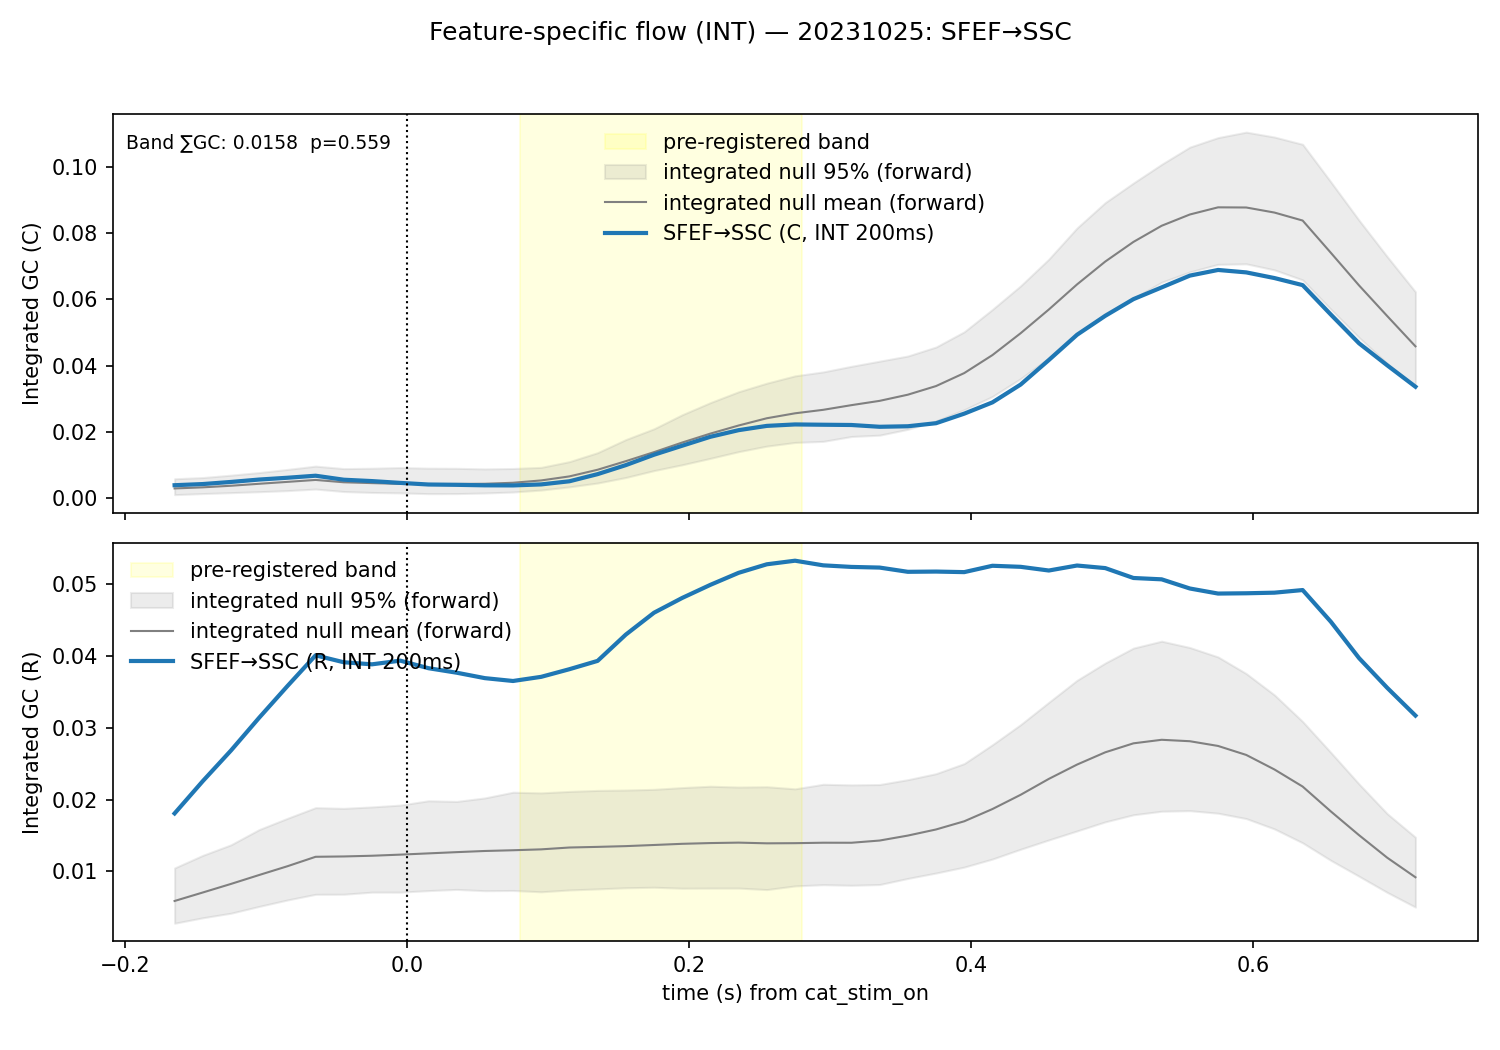 Feature-specific flow (INT) — 20231025: SFEF→SSC
Band ∑GC: 0.0158  p=0.559
pre-registered band
integrated null 95% (forward)
integrated null mean (forward)
SFEF→SSC (C, INT 200ms)
Integrated GC (C)
0.10
0.08
0.06
0.04
0.02
0.00
pre-registered band
integrated null 95% (forward)
integrated null mean (forward)
SFEF→SSC (R, INT 200ms)
Integrated GC (R)
0.05
0.04
0.03
0.02
0.01
−0.2
0.0
0.2
0.4
0.6
time (s) from cat_stim_on